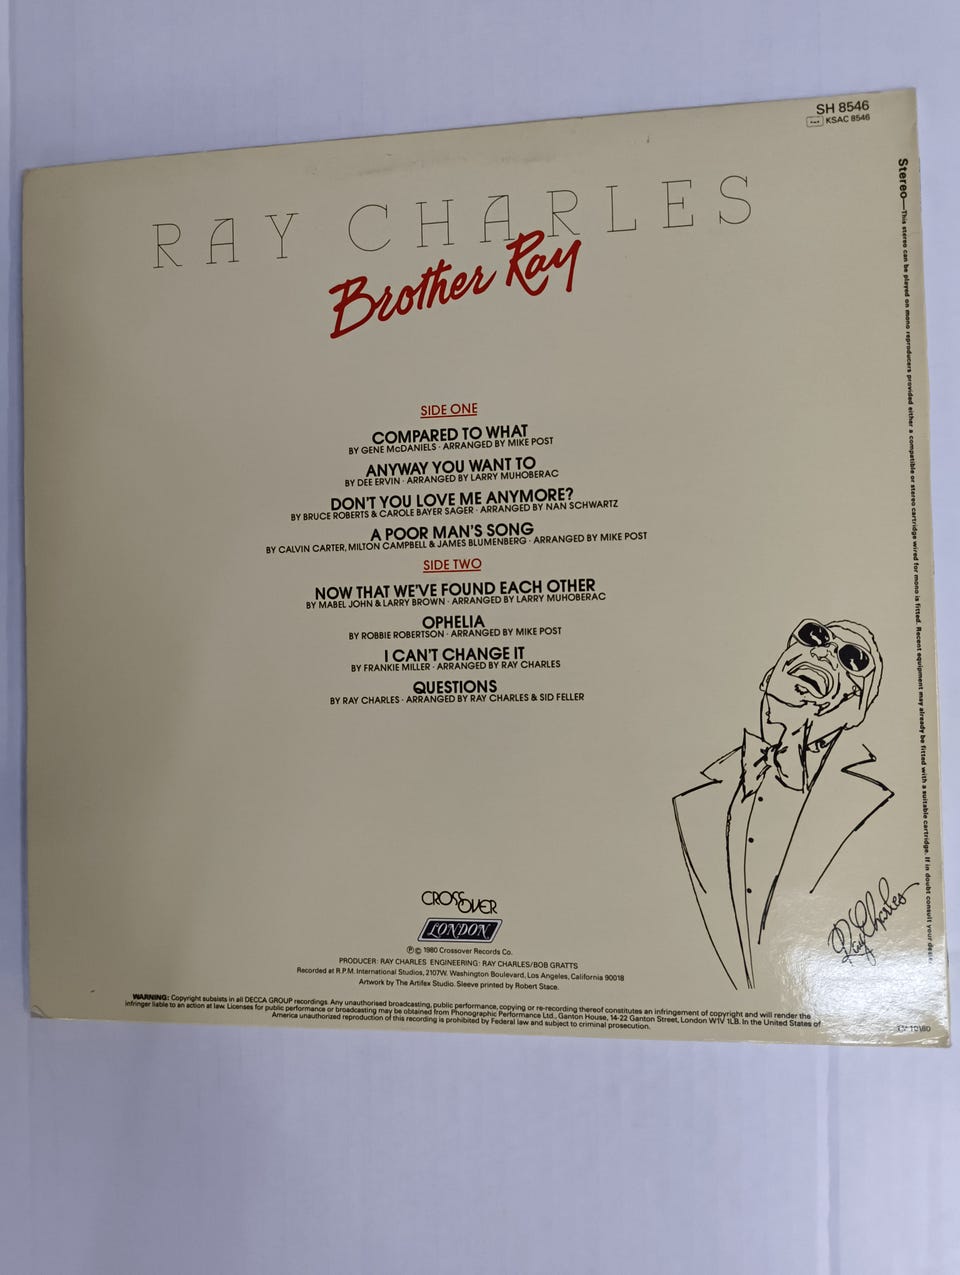 SH 8546
KSAC 8546
RAY CHARLES
Brother Ray
SIDE ONE
COMPARED TO WHAT
BY GENE McDANIELS · ARRANGED BY MIKE POST
ANYWAY YOU WANT TO
BY DEE ERVIN · ARRANGED BY LARRY MUHOBERAC
DON'T YOU LOVE ME ANYMORE?
BY BRUCE ROBERTS & CAROLE BAYER SAGER · ARRANGED BY NAN SCHWARTZ
A POOR MAN'S SONG
BY CALVIN CARTER, MILTON CAMPBELL & JAMES BLUMENBERG · ARRANGED BY MIKE POST
SIDE TWO
NOW THAT WE'VE FOUND EACH OTHER
BY MABEL JOHN & LARRY BROWN · ARRANGED BY LARRY MUHOBERAC
OPHELIA
BY ROBBIE ROBERTSON · ARRANGED BY MIKE POST
I CAN'T CHANGE IT
BY FRANKIE MILLER · ARRANGED BY RAY CHARLES
QUESTIONS
BY RAY CHARLES · ARRANGED BY RAY CHARLES & SID FELLER
CROSSOVER
LONDON
℗© 1980 Crossover Records Co.
PRODUCER: RAY CHARLES ENGINEERING: RAY CHARLES/BOB GRATTS
Recorded at R.P.M. International Studios, 2107W. Washington Boulevard, Los Angeles, California 90018
Artwork by The Artifex Studio. Sleeve printed by Robert Stace.
WARNING: Copyright subsists in all DECCA GROUP recordings. Any unauthorised broadcasting, public performance, copying or re-recording thereof constitutes an infringement of copyright and will render the
infringer liable to an action at law. Licenses for public performance or broadcasting may be obtained from Phonographic Performance Ltd., Ganton House, 14-22 Ganton Street, London W1V 1LB. In the United States of
America unauthorized reproduction of this recording is prohibited by Federal law and subject to criminal prosecution.
Ray Charles
Stereo—This stereo can be played on mono reproducers provided either a compatible or stereo cartridge wired for mono is fitted. Recent equipment may already be fitted with a suitable cartridge. If in doubt consult your dealer